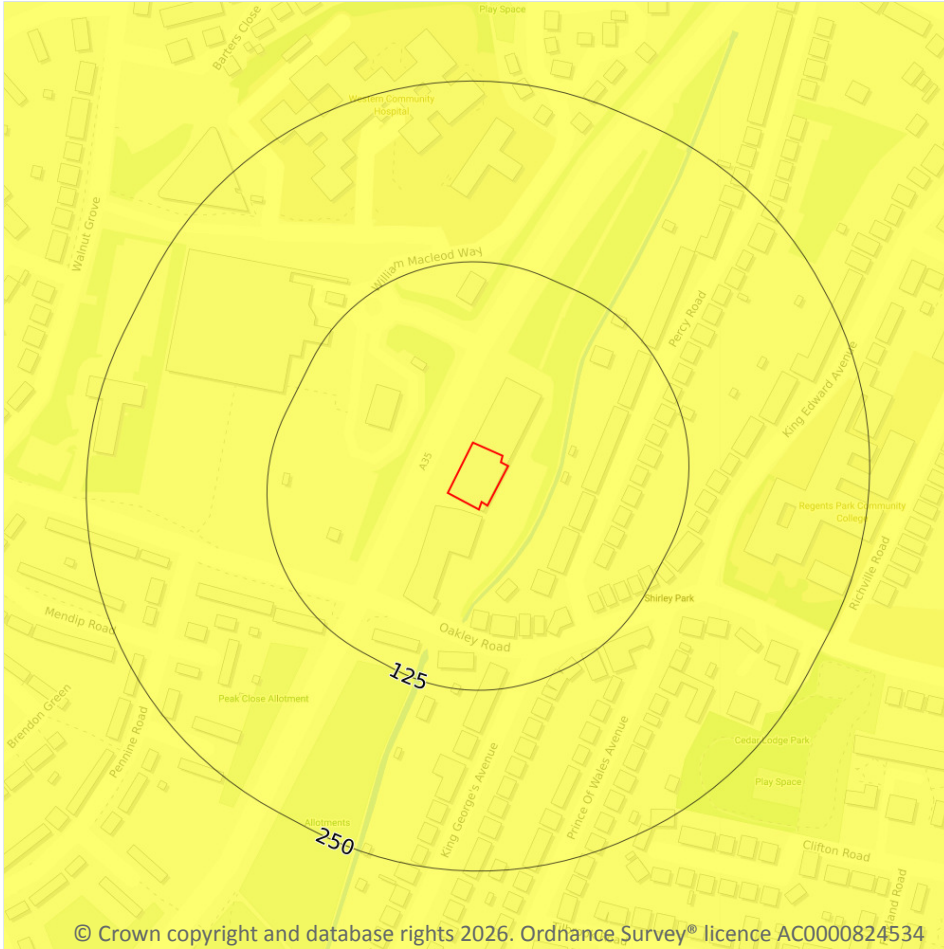 Play Space
Barters Close
Western Community
Hospital
Walnut Grove
William Macleod Way
Percy Road
King Edward Avenue
A35
Regents Park Community
College
Richville Road
Shirley Park
Mendip Road
Oakley Road
125
Peak Close Allotment
Brendon Green
Pennine Road
Cedar Lodge Park
Prince Of Wales Avenue
King George's Avenue
Play Space
Allotments
250
Clifton Road
© Crown copyright and database rights 2026. Ordnance Survey® licence AC0000824534